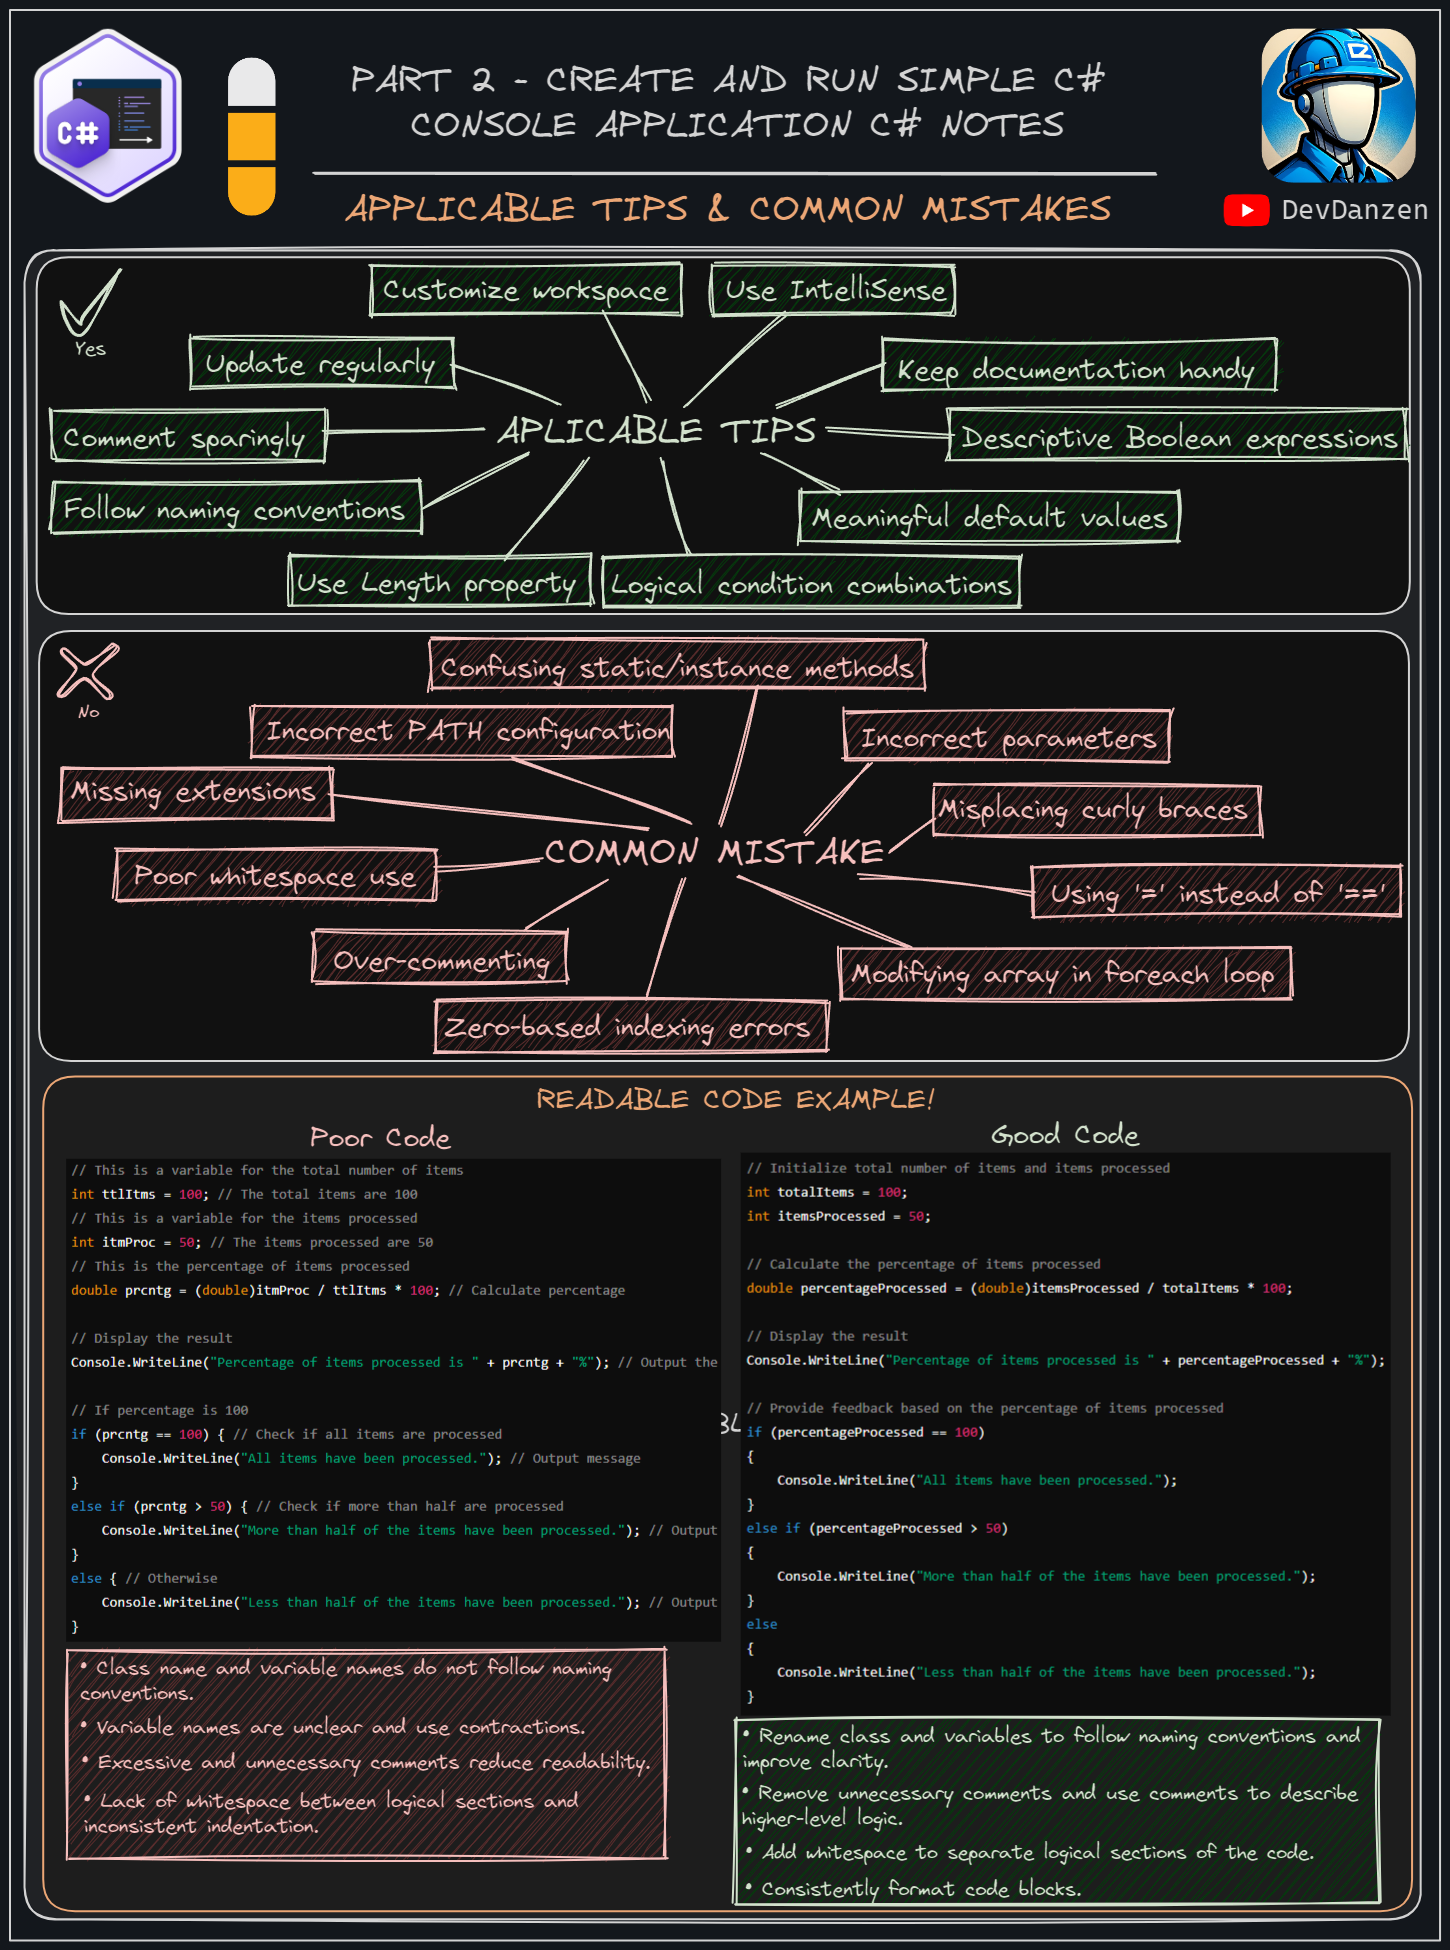 PART 2 - CREATE AND RUN SIMPLE C#
CONSOLE APPLICATION C# NOTES
C#
APPLICABLE TIPS & COMMON MISTAKES
DevDanzen
Yes
Customize workspace
Use IntelliSense
Update regularly
Keep documentation handy
Comment sparingly
APLICABLE TIPS
Descriptive Boolean expressions
Follow naming conventions
Meaningful default values
Use Length property
Logical condition combinations
No
Confusing static/instance methods
Incorrect PATH configuration
Incorrect parameters
Missing extensions
Misplacing curly braces
COMMON MISTAKE
Poor whitespace use
Using '=' instead of '=='
Over-commenting
Modifying array in foreach loop
Zero-based indexing errors
READABLE CODE EXAMPLE!
Poor Code
// This is a variable for the total number of items
int ttlItms = 100; // The total items are 100
// This is a variable for the items processed
int itmProc = 50; // The items processed are 50
// This is the percentage of items processed
double prcntg = (double)itmProc / ttlItms * 100; // Calculate percentage
// Display the result
Console.WriteLine("Percentage of items processed is " + prcntg + "%"); // Output the
// If percentage is 100
if (prcntg == 100) { // Check if all items are processed
Console.WriteLine("All items have been processed."); // Output message
}
else if (prcntg > 50) { // Check if more than half are processed
Console.WriteLine("More than half of the items have been processed."); // Output
}
else { // Otherwise
Console.WriteLine("Less than half of the items have been processed."); // Output
}
• Class name and variable names do not follow naming
conventions.
• Variable names are unclear and use contractions.
• Excessive and unnecessary comments reduce readability.
• Lack of whitespace between logical sections and
inconsistent indentation.
Good Code
// Initialize total number of items and items processed
int totalItems = 100;
int itemsProcessed = 50;
// Calculate the percentage of items processed
double percentageProcessed = (double)itemsProcessed / totalItems * 100;
// Display the result
Console.WriteLine("Percentage of items processed is " + percentageProcessed + "%");
// Provide feedback based on the percentage of items processed
if (percentageProcessed == 100)
{
Console.WriteLine("All items have been processed.");
}
else if (percentageProcessed > 50)
{
Console.WriteLine("More than half of the items have been processed.");
}
else
{
Console.WriteLine("Less than half of the items have been processed.");
}
• Rename class and variables to follow naming conventions and
improve clarity.
• Remove unnecessary comments and use comments to describe
higher-level logic.
• Add whitespace to separate logical sections of the code.
• Consistently format code blocks.